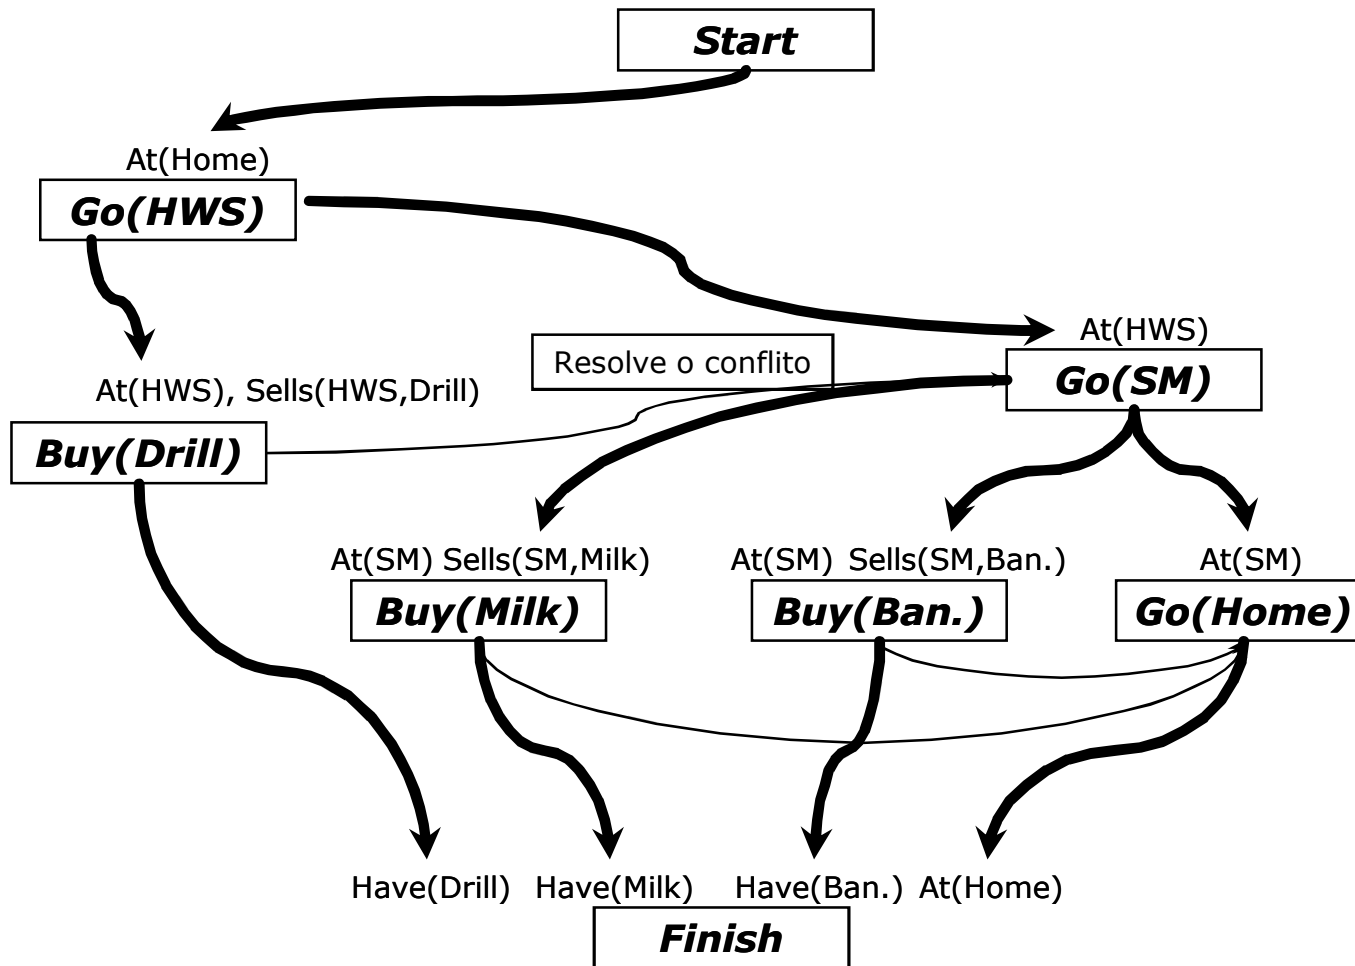 Start
At(Home)
Go(HWS)
At(HWS)
Resolve o conflito
Go(SM)
At(HWS), Sells(HWS,Drill)
Buy(Drill)
At(SM) Sells(SM,Milk)
At(SM) Sells(SM,Ban.)
At(SM)
Buy(Milk)
Buy(Ban.)
Go(Home)
Have(Drill)
Have(Milk)
Have(Ban.)
At(Home)
Finish